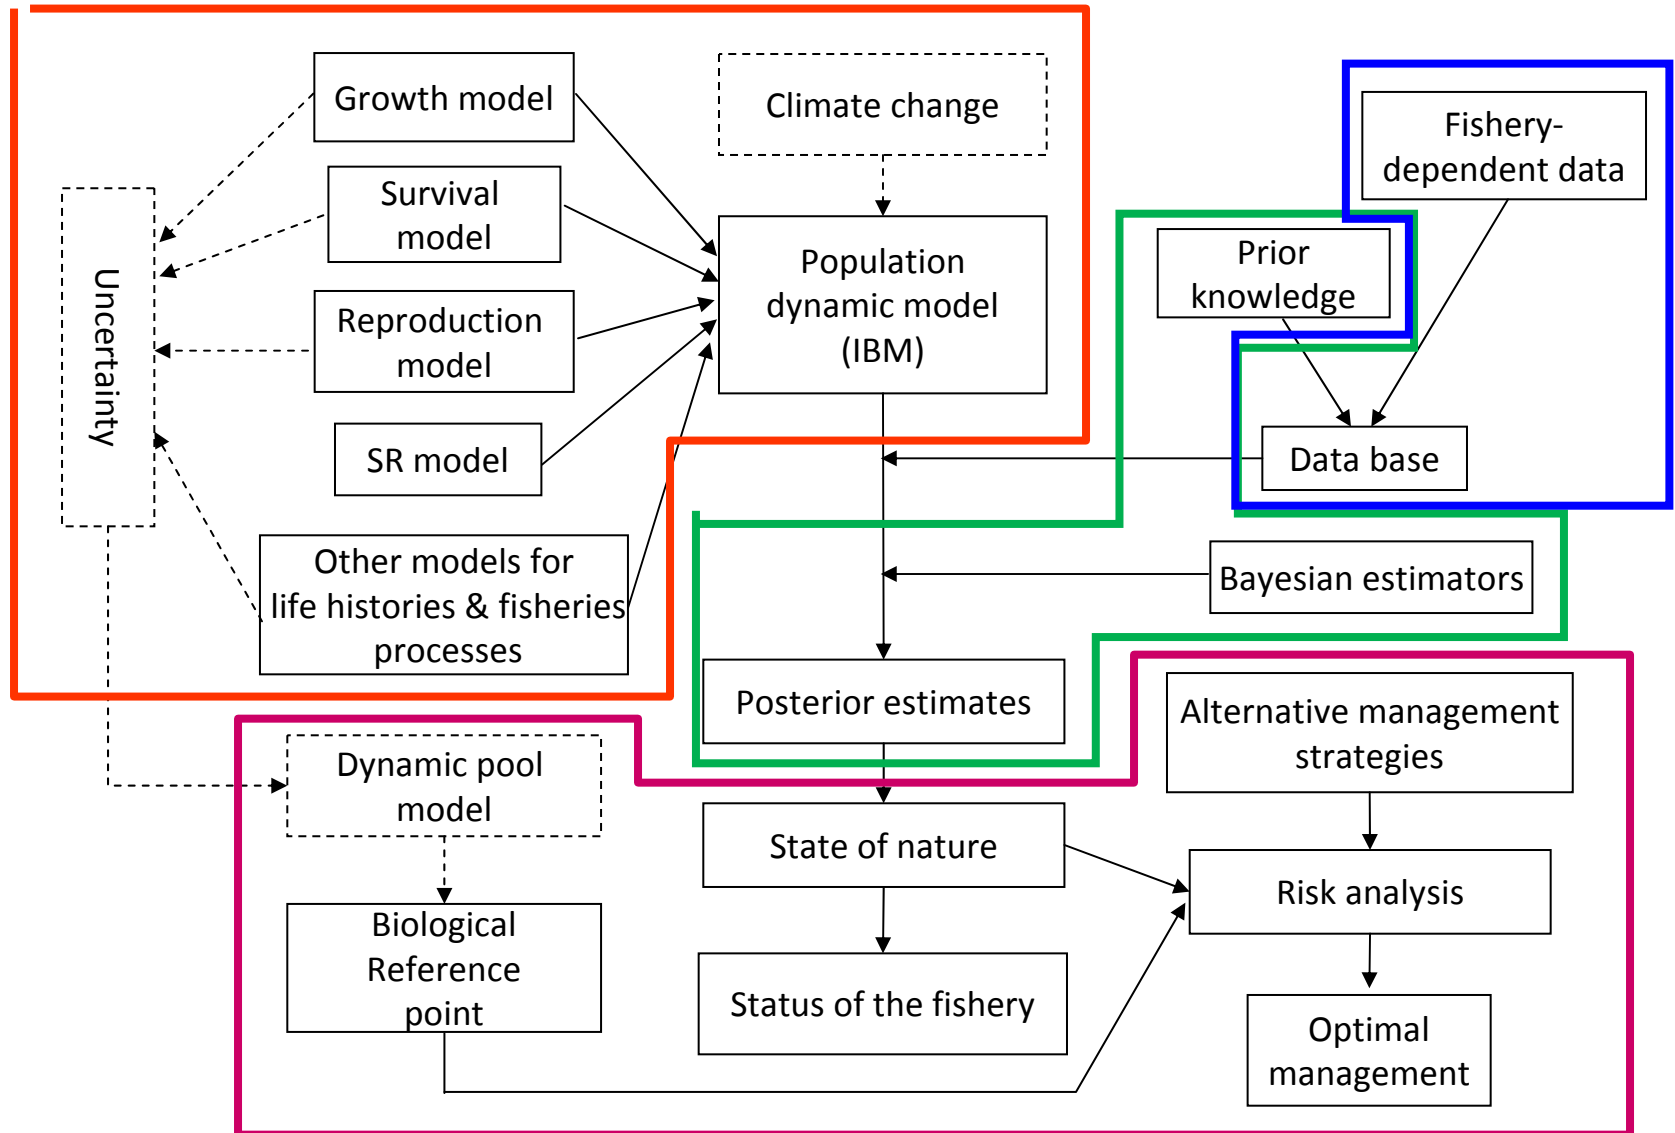 Growth model
Climate change
Fishery-
dependent data
Survival
model
Prior
knowledge
Population
dynamic model
(IBM)
Uncertainty
Reproduction
model
SR model
Data base
Other models for
life histories & fisheries
processes
Bayesian estimators
Posterior estimates
Alternative management
strategies
Dynamic pool
model
State of nature
Risk analysis
Biological
Reference
point
Status of the fishery
Optimal
management